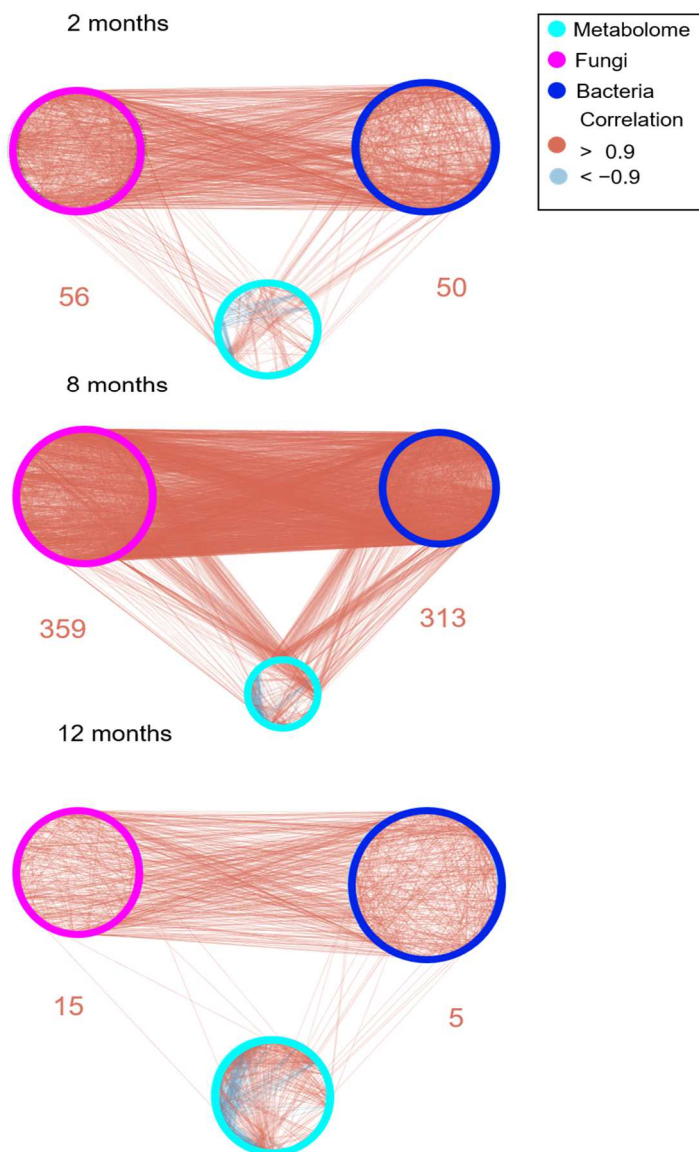 2 months
Metabolome
Fungi
Bacteria
Correlation
> 0.9
< −0.9
56
50
8 months
359
313
12 months
15
5